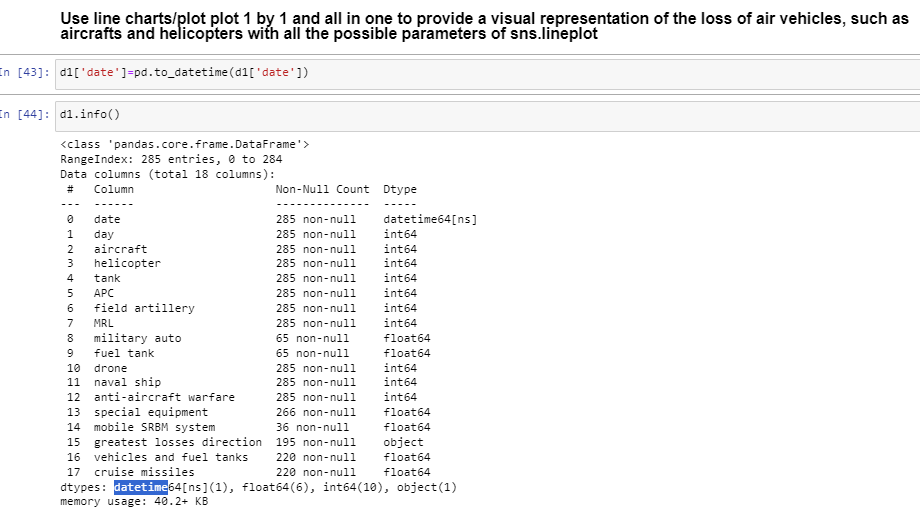 Use line charts/plot plot 1 by 1 and all in one to provide a visual representation of the loss of air vehicles, such as
aircrafts and helicopters with all the possible parameters of sns.lineplot
In [43]: d1['date']=pd.to_datetime(d1['date'])
In [44]: d1.info()
<class 'pandas.core.frame.DataFrame'>
RangeIndex: 285 entries, 0 to 284
Data columns (total 18 columns):
#   Column                        Non-Null Count  Dtype
---  ------                        --------------  -----
0   date                          285 non-null    datetime64[ns]
1   day                           285 non-null    int64
2   aircraft                      285 non-null    int64
3   helicopter                    285 non-null    int64
4   tank                          285 non-null    int64
5   APC                           285 non-null    int64
6   field artillery               285 non-null    int64
7   MRL                           285 non-null    int64
8   military auto                 65 non-null     float64
9   fuel tank                     65 non-null     float64
10  drone                         285 non-null    int64
11  naval ship                    285 non-null    int64
12  anti-aircraft warfare         285 non-null    int64
13  special equipment             266 non-null    float64
14  mobile SRBM system            36 non-null     float64
15  greatest losses direction     195 non-null    object
16  vehicles and fuel tanks       220 non-null    float64
17  cruise missiles               220 non-null    float64
dtypes: datetime64[ns](1), float64(6), int64(10), object(1)
memory usage: 40.2+ KB